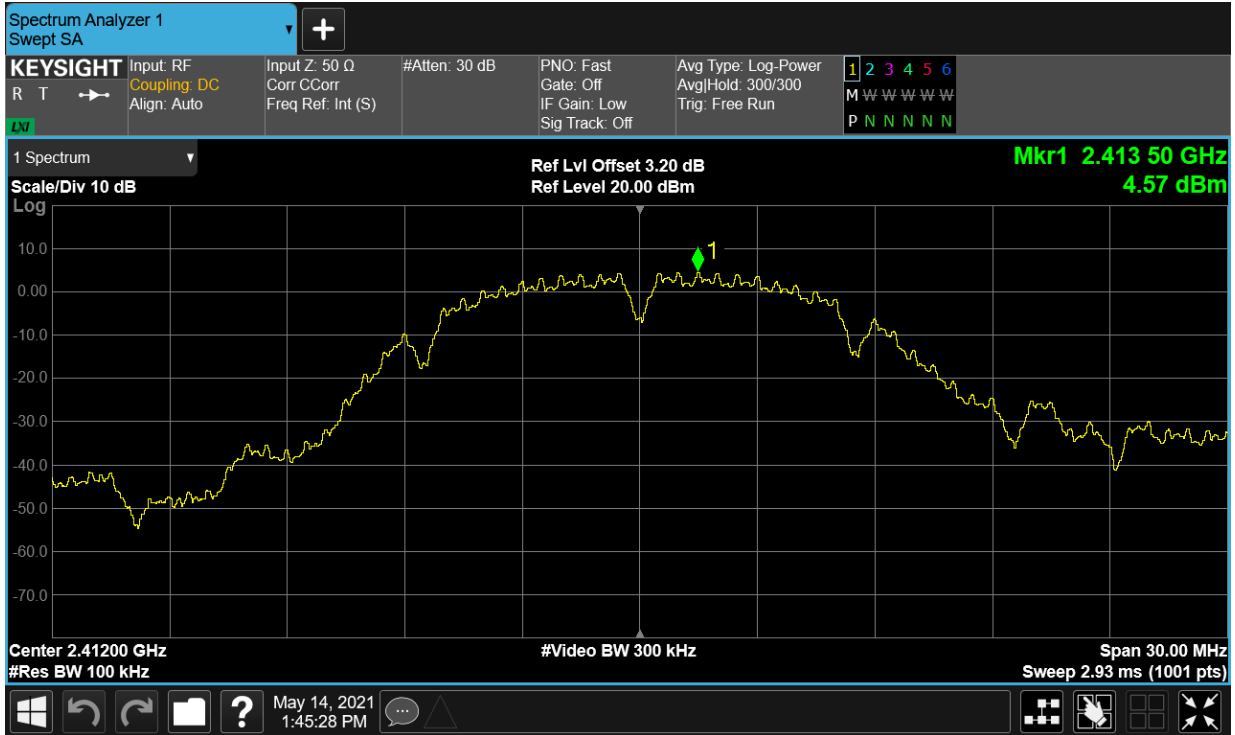 Spectrum Analyzer 1
Swept SA
▼
+
KEYSIGHT
R T
LXI
Input: RF
Coupling: DC
Align: Auto
Input Z: 50 Ω
Corr CCorr
Freq Ref: Int (S)
#Atten: 30 dB
PNO: Fast
Gate: Off
IF Gain: Low
Sig Track: Off
Avg Type: Log-Power
Avg|Hold: 300/300
Trig: Free Run
1 2 3 4 5 6
M W W W W W
P N N N N N
1 Spectrum ▼
Scale/Div 10 dB
Log
Ref Lvl Offset 3.20 dB
Ref Level 20.00 dBm
Mkr1 2.413 50 GHz
4.57 dBm
1
10.0
0.00
-10.0
-20.0
-30.0
-40.0
-50.0
-60.0
-70.0
Center 2.41200 GHz
#Res BW 100 kHz
#Video BW 300 kHz
Span 30.00 MHz
Sweep 2.93 ms (1001 pts)
?
May 14, 2021
1:45:28 PM